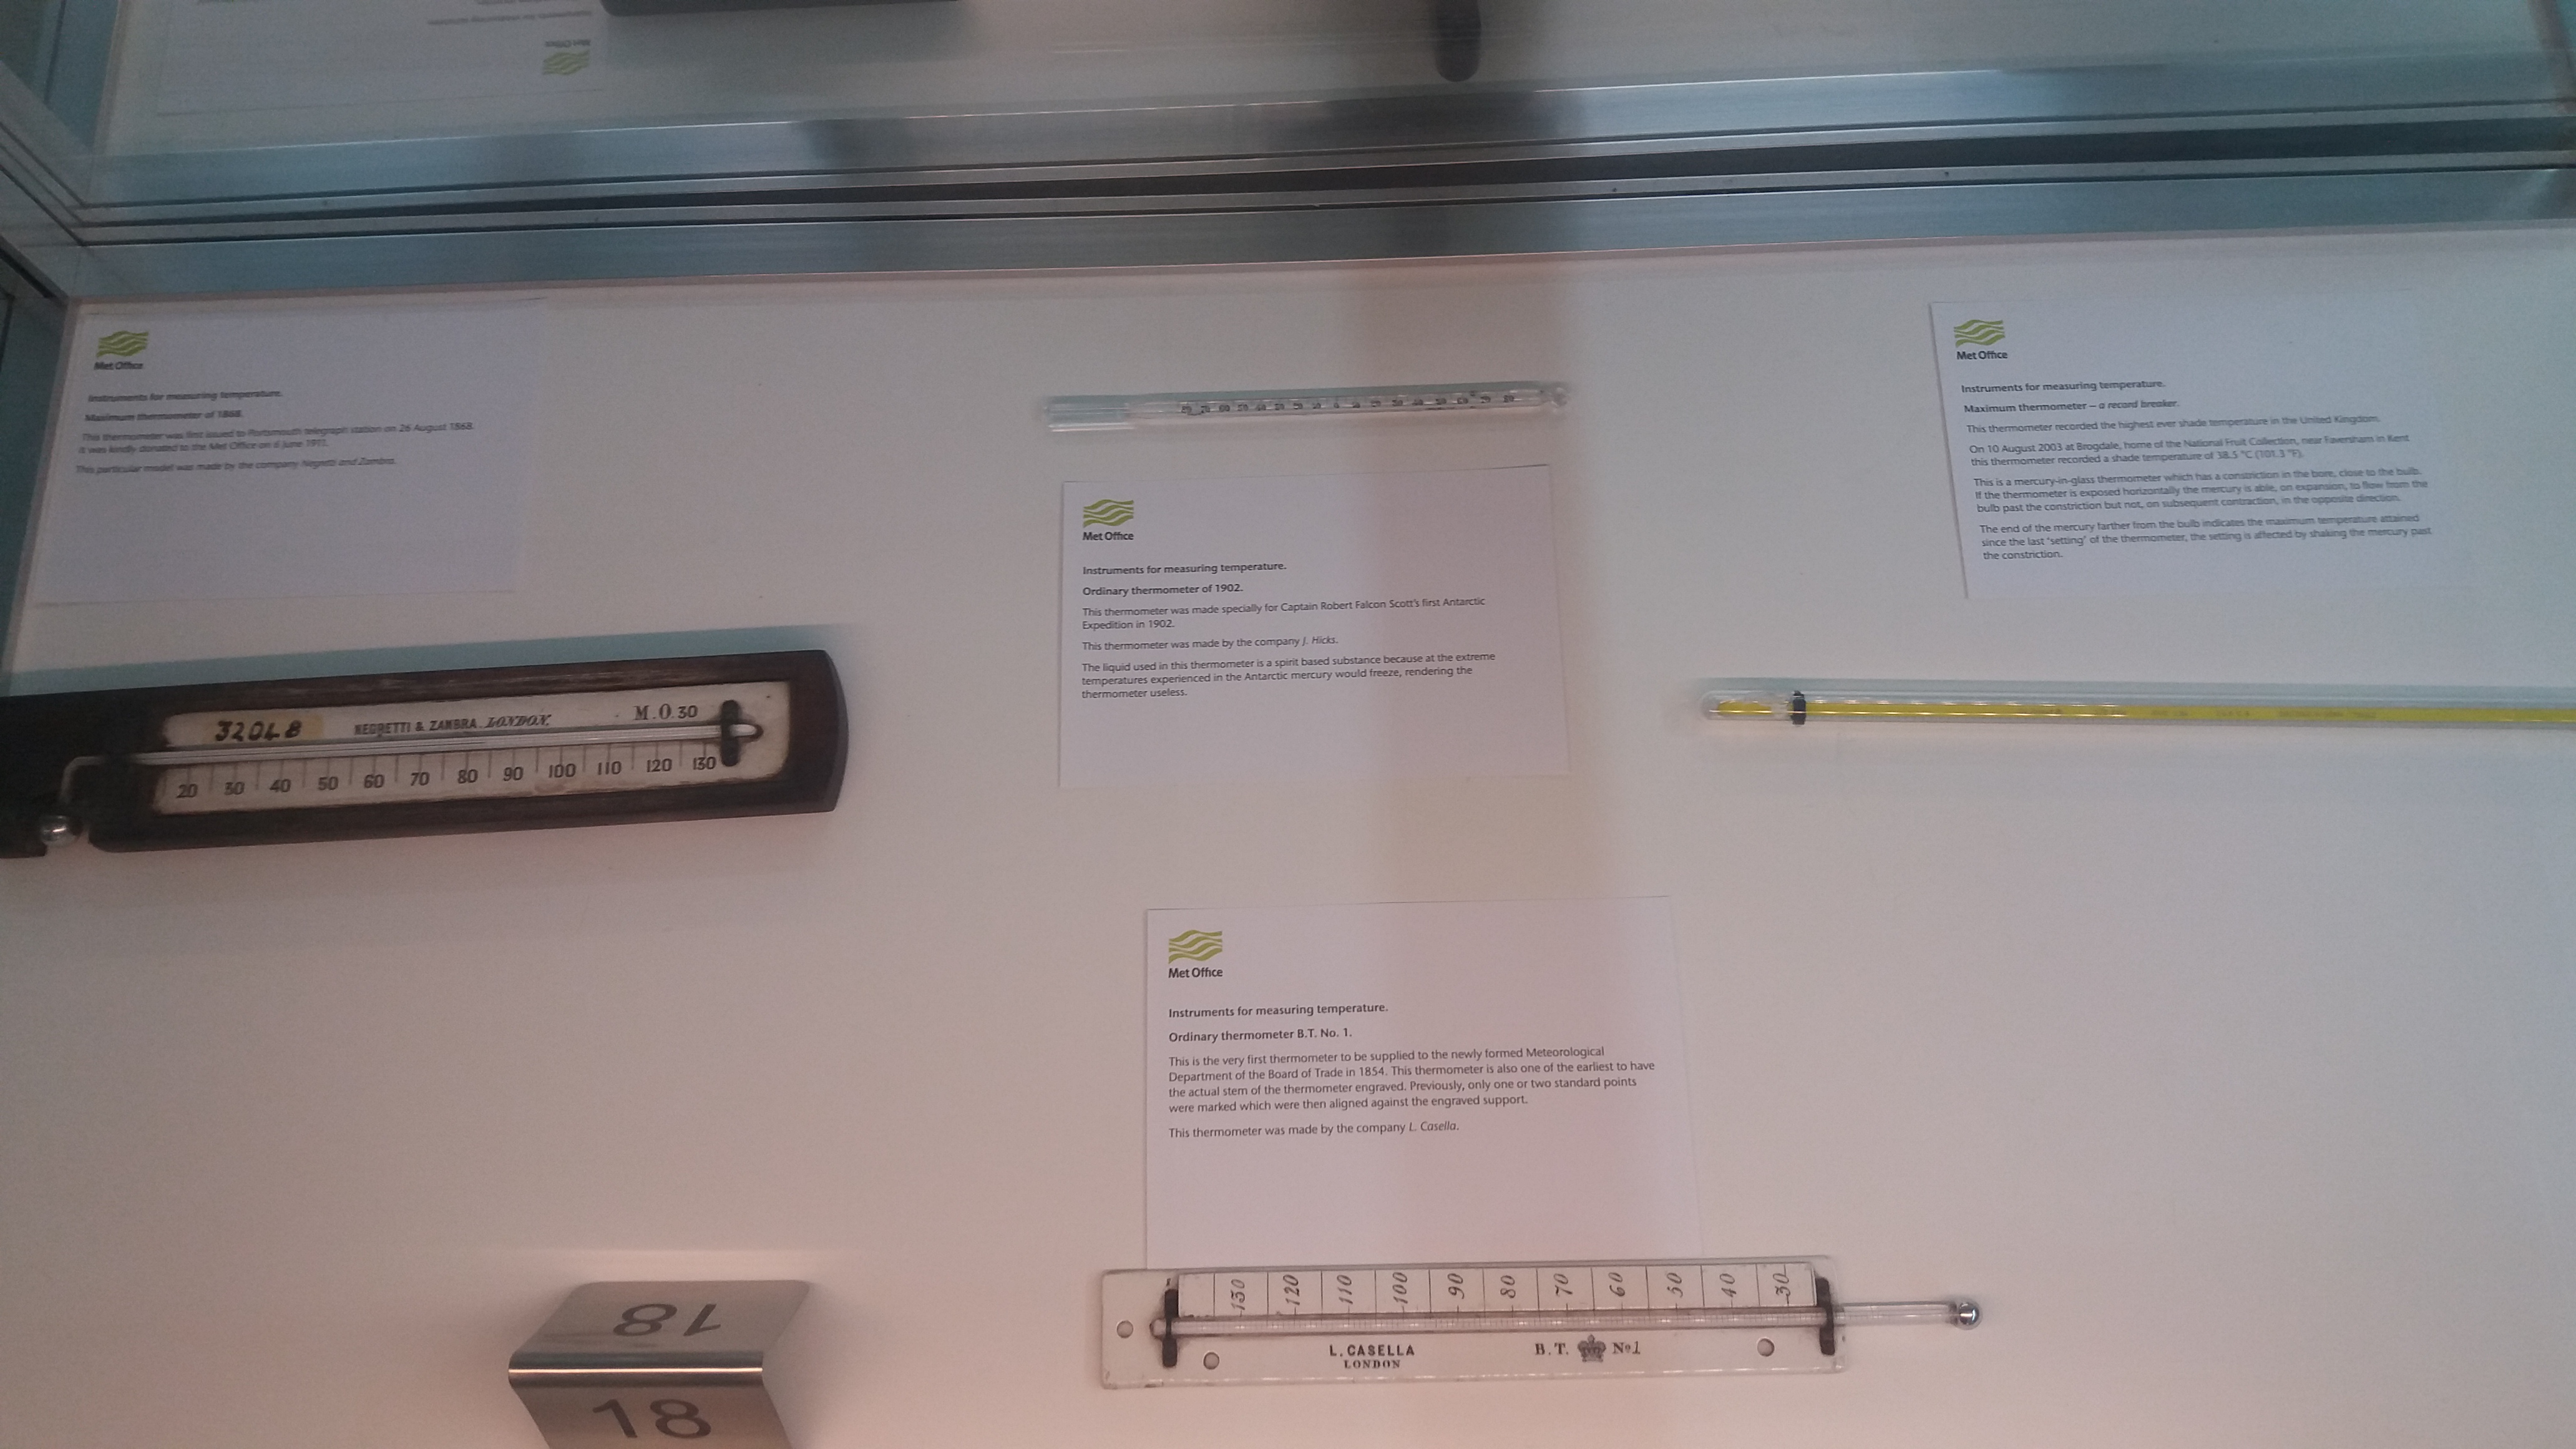 Met Office
Instruments for measuring temperature.
Maximum thermometer of 1868.
This thermometer was first issued to Portsmouth telegraph station on 26 August 1868.
It was kindly donated to the Met Office on 6 June 1911.
This particular model was made by the company Negretti and Zambra.
32048
NEGRETTI & ZAMBRA. LONDON.
M.O.30
20 30 40 50 60 70 80 90 100 110 120 130
Met Office
Instruments for measuring temperature.
Ordinary thermometer of 1902.
This thermometer was made specially for Captain Robert Falcon Scott's first Antarctic
Expedition in 1902.
This thermometer was made by the company J. Hicks.
The liquid used in this thermometer is a spirit based substance because at the extreme
temperatures experienced in the Antarctic mercury would freeze, rendering the
thermometer useless.
Met Office
Instruments for measuring temperature.
Maximum thermometer – a record breaker.
This thermometer recorded the highest ever shade temperature in the United Kingdom.
On 10 August 2003 at Brogdale, home of the National Fruit Collection, near Faversham in Kent
this thermometer recorded a shade temperature of 38.5 °C (101.3 °F).
This is a mercury-in-glass thermometer which has a constriction in the bore, close to the bulb.
If the thermometer is exposed horizontally the mercury is able, on expansion, to flow from the
bulb past the constriction but not, on subsequent contraction, in the opposite direction.
The end of the mercury farther from the bulb indicates the maximum temperature attained
since the last 'setting' of the thermometer, the setting is affected by shaking the mercury past
the constriction.
Met Office
Instruments for measuring temperature.
Ordinary thermometer B.T. No. 1.
This is the very first thermometer to be supplied to the newly formed Meteorological
Department of the Board of Trade in 1854. This thermometer is also one of the earliest to have
the actual stem of the thermometer engraved. Previously, only one or two standard points
were marked which were then aligned against the engraved support.
This thermometer was made by the company L. Casella.
130 120 110 100 90 80 70 60 50 40 30
L. CASELLA
LONDON
B.T. No1
18
18